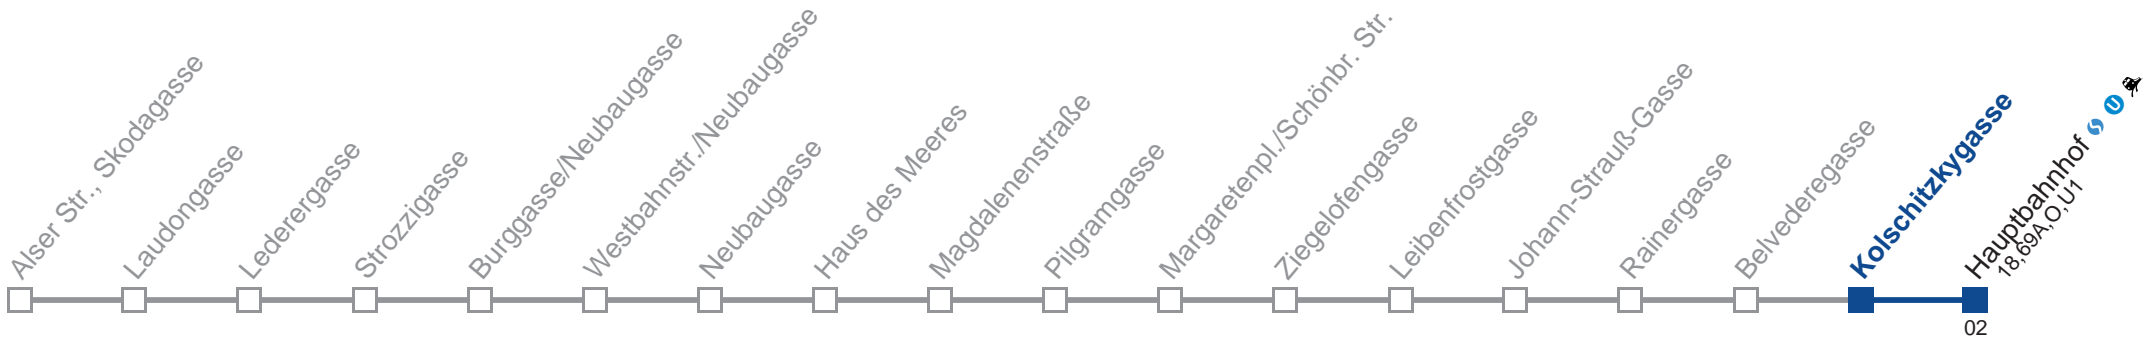 Alser Str., Skodagasse
Laudongasse
Lederergasse
Strozzigasse
Burggasse/Neubaugasse
Westbahnstr./Neubaugasse
Neubaugasse
Haus des Meeres
Magdalenenstraße
Pilgramgasse
Margaretenpl./Schönbr. Str.
Ziegelofengasse
Leibenfrostgasse
Johann-Strauß-Gasse
Rainergasse
Belvederegasse
Kolschitzkygasse
Hauptbahnhof S U
18,69A,O,U1
02